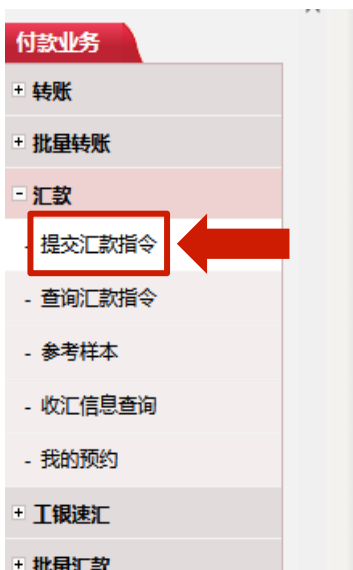 付款业务
转账
批量转账
汇款
- 提交汇款指令
- 查询汇款指令
- 参考样本
- 收汇信息查询
- 我的预约
工银速汇
批量汇款